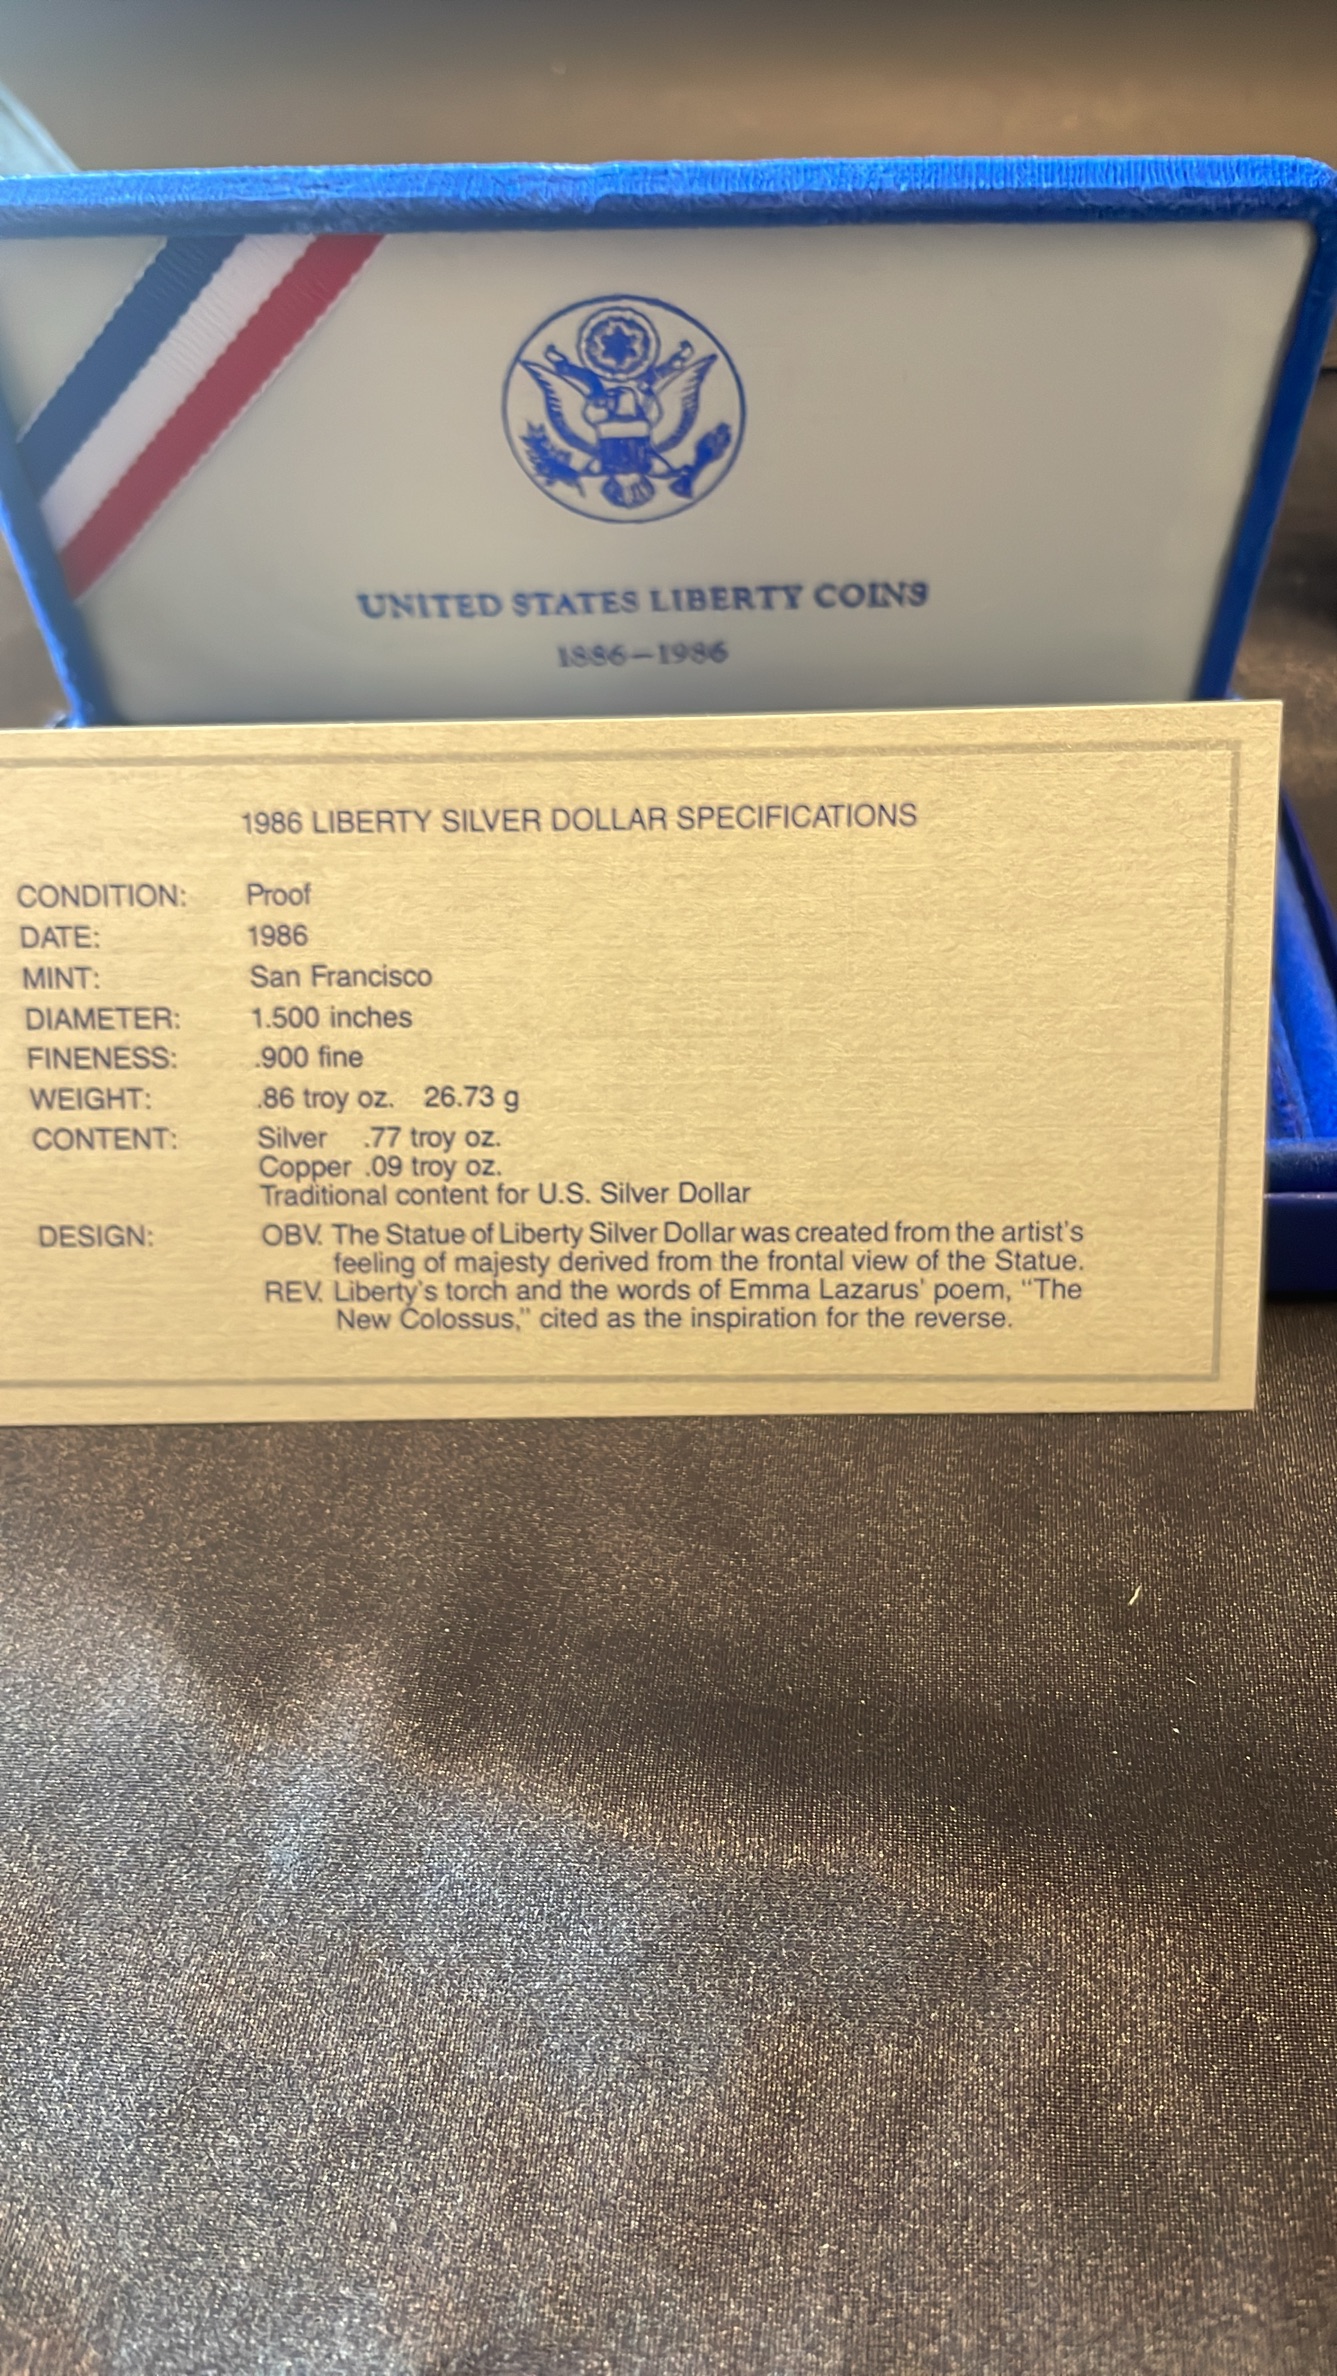 UNITED STATES LIBERTY COINS
1886–1986
1986 LIBERTY SILVER DOLLAR SPECIFICATIONS
CONDITION: Proof
DATE: 1986
MINT: San Francisco
DIAMETER: 1.500 inches
FINENESS: .900 fine
WEIGHT: .86 troy oz. 26.73 g
CONTENT: Silver .77 troy oz.
Copper .09 troy oz.
Traditional content for U.S. Silver Dollar
DESIGN: OBV. The Statue of Liberty Silver Dollar was created from the artist's
feeling of majesty derived from the frontal view of the Statue.
REV. Liberty's torch and the words of Emma Lazarus' poem, "The
New Colossus," cited as the inspiration for the reverse.